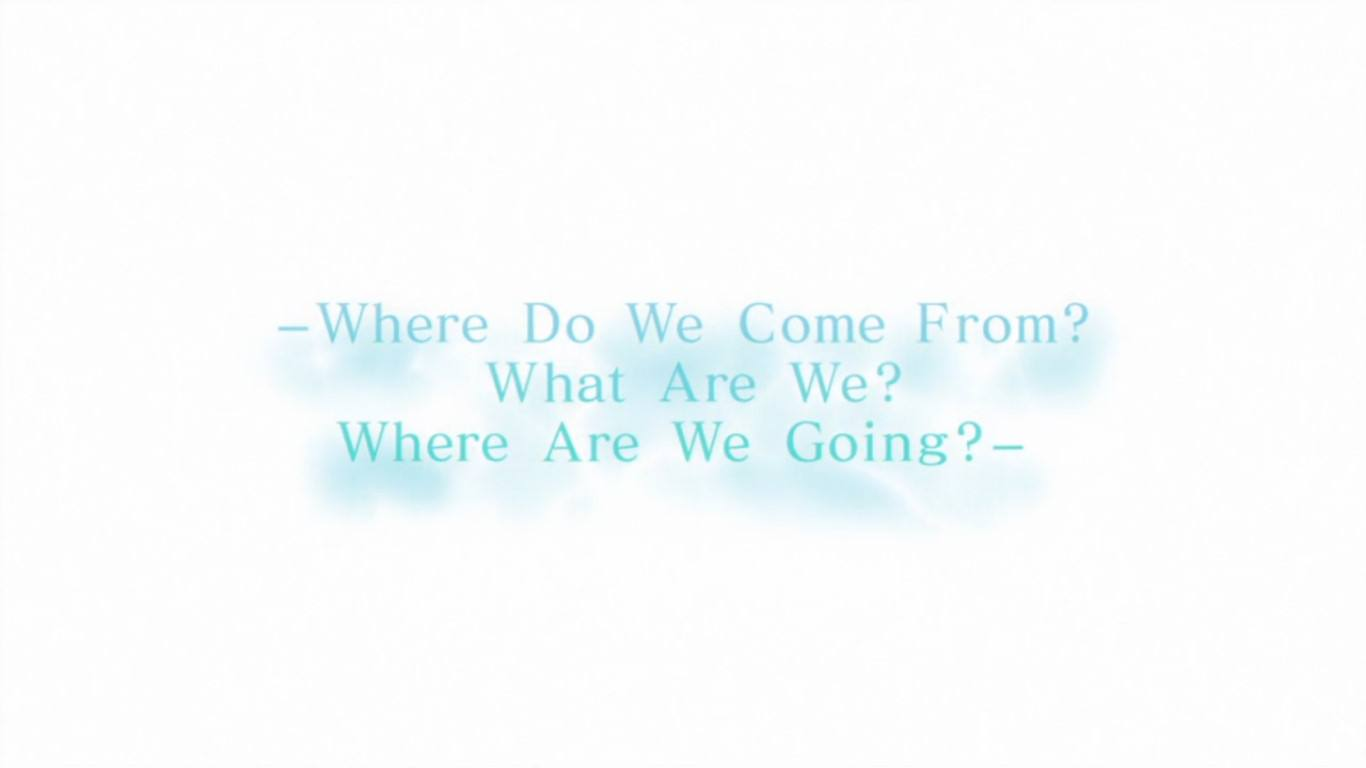 –Where Do We Come From?
What Are We?
Where Are We Going?–